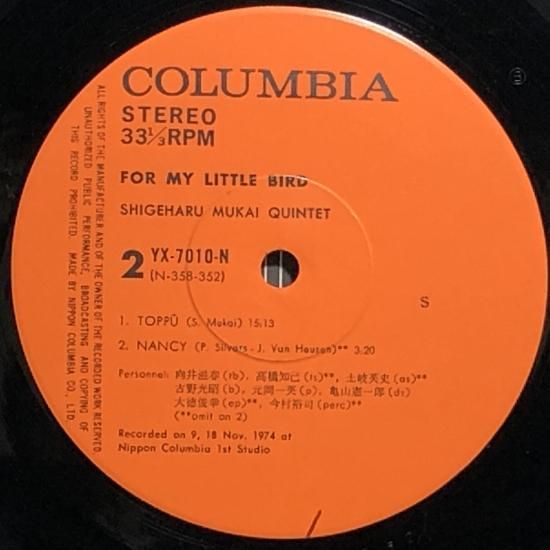 COLUMBIA
STEREO
33⅓RPM
FOR MY LITTLE BIRD
SHIGEHARU MUKAI QUINTET
2 YX-7010-N
(N-358-352)
S
1. TOPPŪ (S. Mukai) 15:13
2. NANCY (P. Silvars - J. Van Heusen)** 3:20
Personnel: 向井滋春 (tb), 高橋知己 (ts)**, 土岐英史 (as)**
古野光昭 (b), 元岡一英 (p), 亀山憲一郎 (ds)
大徳俊幸 (ep)**, 今村裕司 (perc)**
(**omit on 2)
Recorded on 9, 18 Nov. 1974 at
Nippon Columbia 1st Studio
ALL RIGHTS OF THE MANUFACTURER AND OF THE OWNER OF THE RECORDED WORK RESERVED.
UNAUTHORIZED PUBLIC PERFORMANCE, BROADCASTING AND COPYING OF
THIS RECORD PROHIBITED. MADE BY NIPPON COLUMBIA CO., LTD.